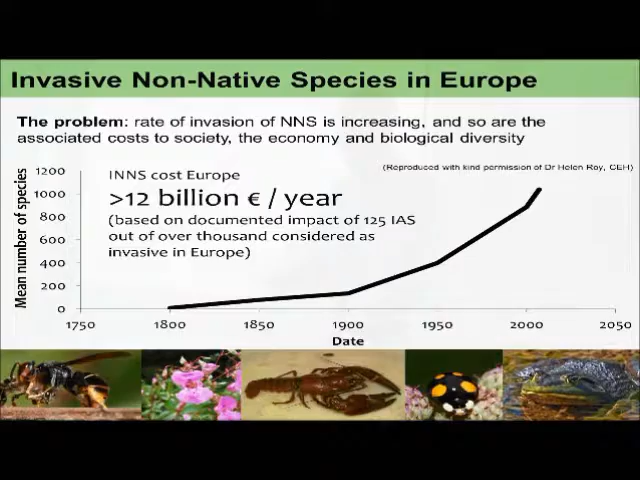 Invasive Non-Native Species in Europe
The problem: rate of invasion of NNS is increasing, and so are the
associated costs to society, the economy and biological diversity
(Reproduced with kind permission of Dr Helen Roy, CEH)
INNS cost Europe
>12 billion € / year
(based on documented impact of 125 IAS
out of over thousand considered as
invasive in Europe)
Mean number of species
1200
1000
800
600
400
200
0
1750 1800 1850 1900 1950 2000 2050
Date